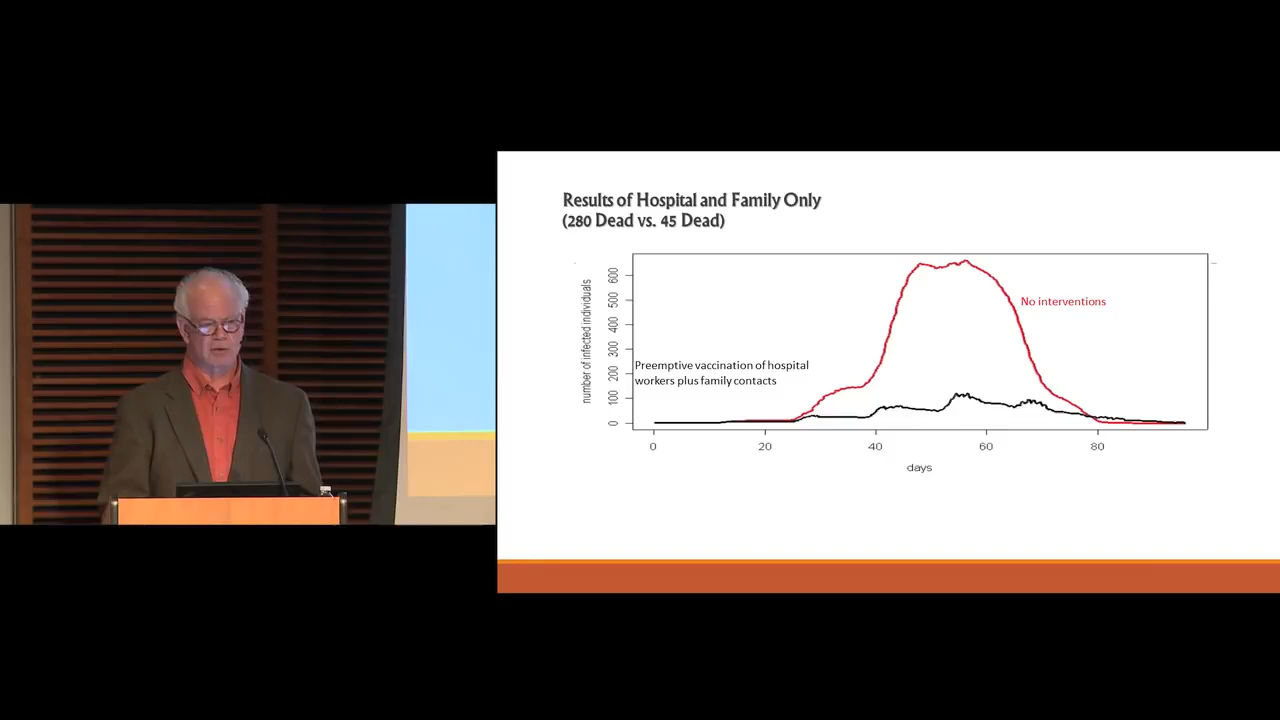 Results of Hospital and Family Only
(280 Dead vs. 45 Dead)
number of infected individuals
600
500
400
300
200
100
0
No interventions
Preemptive vaccination of hospital
workers plus family contacts
0 20 40 60 80
days